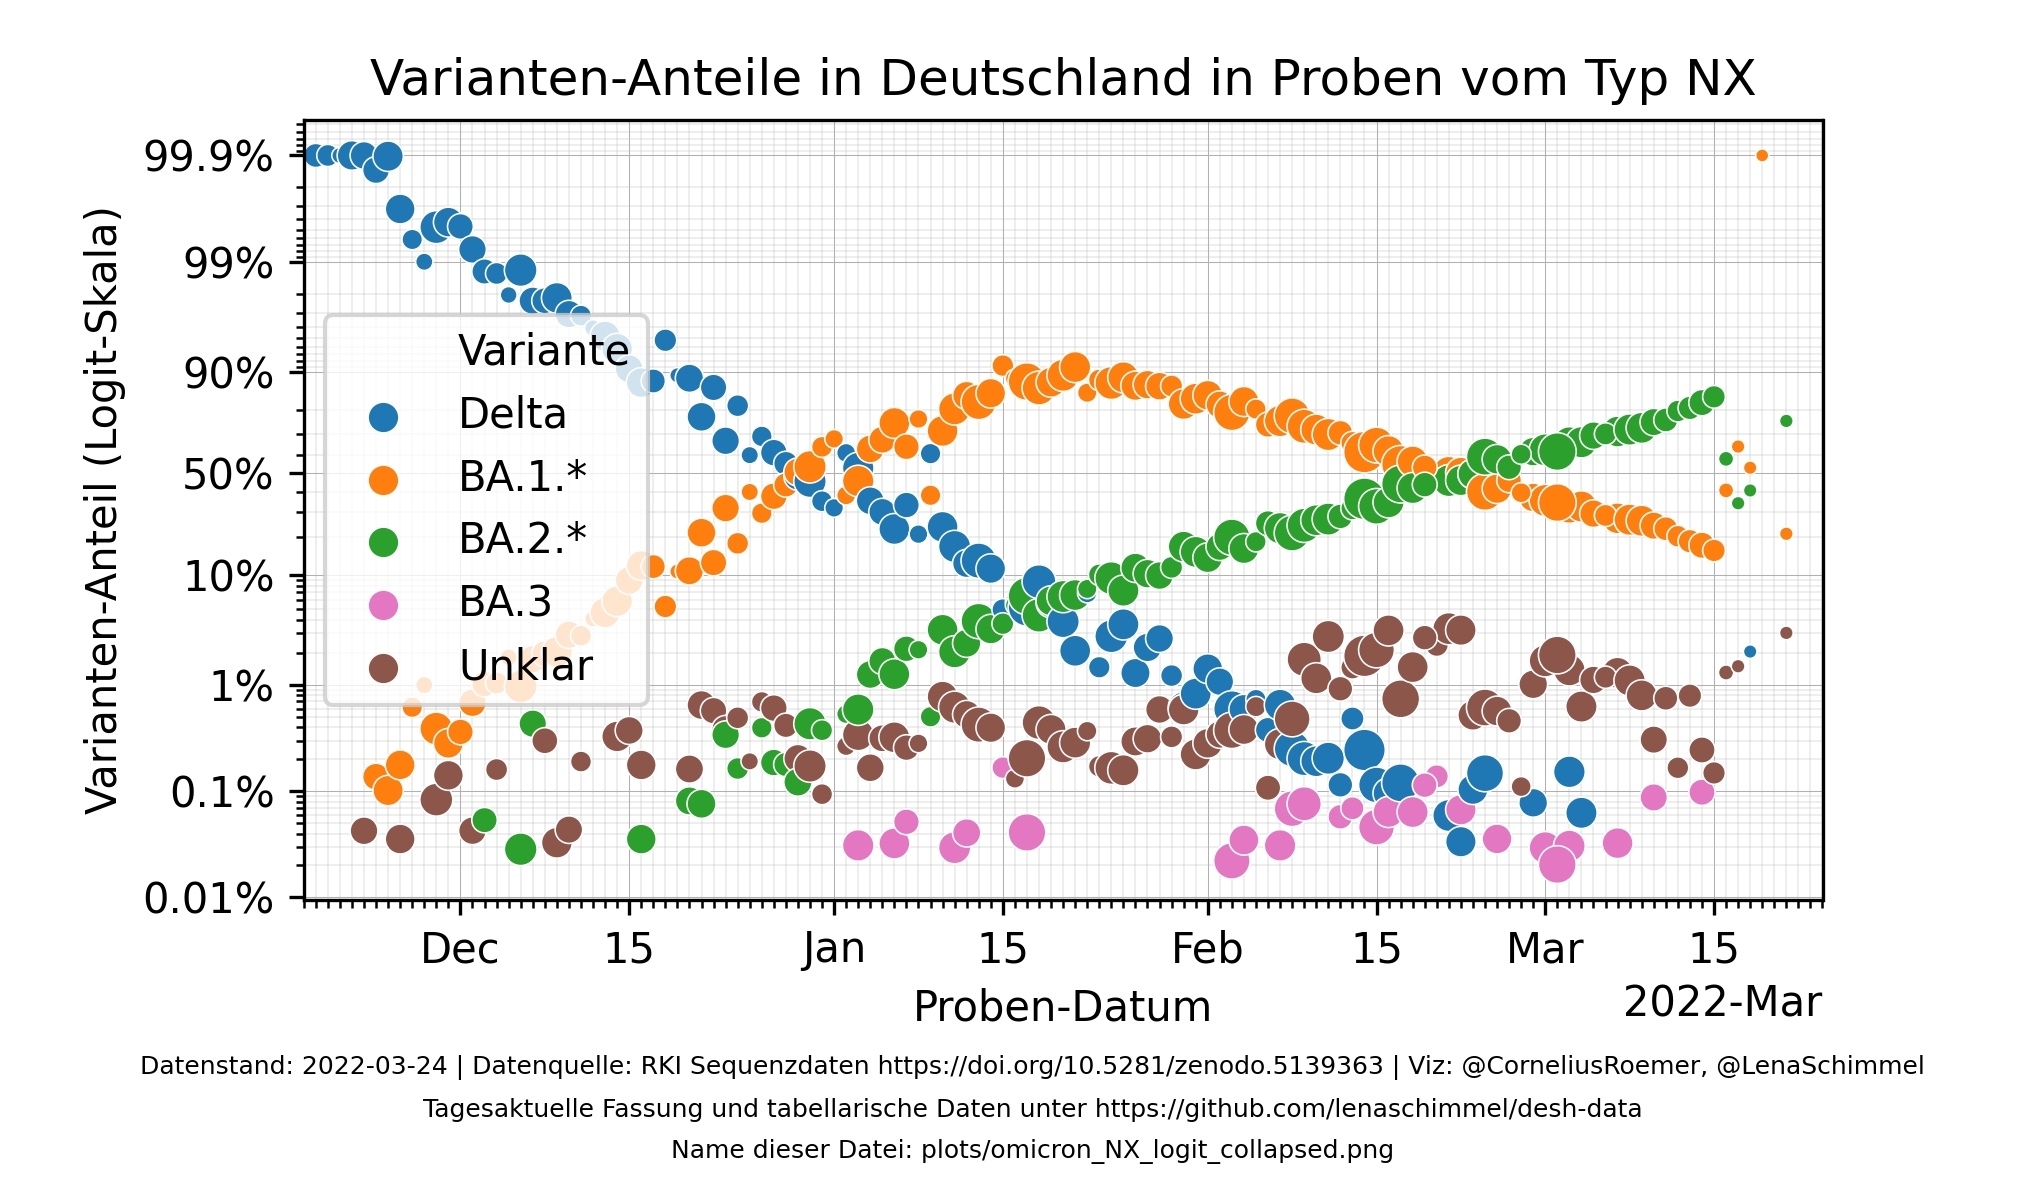 Varianten-Anteile in Deutschland in Proben vom Typ NX
Varianten-Anteil (Logit-Skala)
99.9%
99%
90%
50%
10%
1%
0.1%
0.01%
Variante
Delta
BA.1.*
BA.2.*
BA.3
Unklar
Dec 15 Jan 15 Feb 15 Mar 15
Proben-Datum
2022-Mar
Datenstand: 2022-03-24 | Datenquelle: RKI Sequenzdaten https://doi.org/10.5281/zenodo.5139363 | Viz: @CorneliusRoemer, @LenaSchimmel
Tagesaktuelle Fassung und tabellarische Daten unter https://github.com/lenaschimmel/desh-data
Name dieser Datei: plots/omicron_NX_logit_collapsed.png